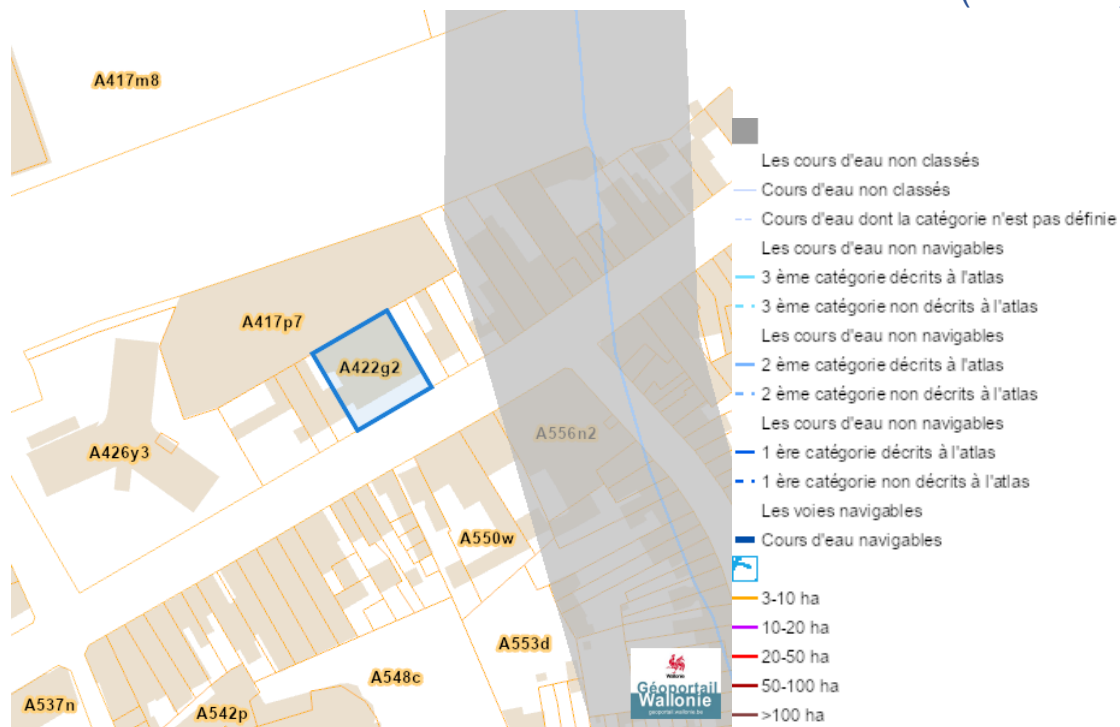 A417m8
A417p7
A422g2
A426y3
A556n2
A550w
A553d
A548c
A537n
A542p
Wallonie
Géoportail
Wallonie
geoportail.wallonie.be
Les cours d'eau non classés
Cours d'eau non classés
Cours d'eau dont la catégorie n'est pas définie
Les cours d'eau non navigables
3 ème catégorie décrits à l'atlas
3 ème catégorie non décrits à l'atlas
Les cours d'eau non navigables
2 ème catégorie décrits à l'atlas
2 ème catégorie non décrits à l'atlas
Les cours d'eau non navigables
1 ère catégorie décrits à l'atlas
1 ère catégorie non décrits à l'atlas
Les voies navigables
Cours d'eau navigables
3-10 ha
10-20 ha
20-50 ha
50-100 ha
>100 ha